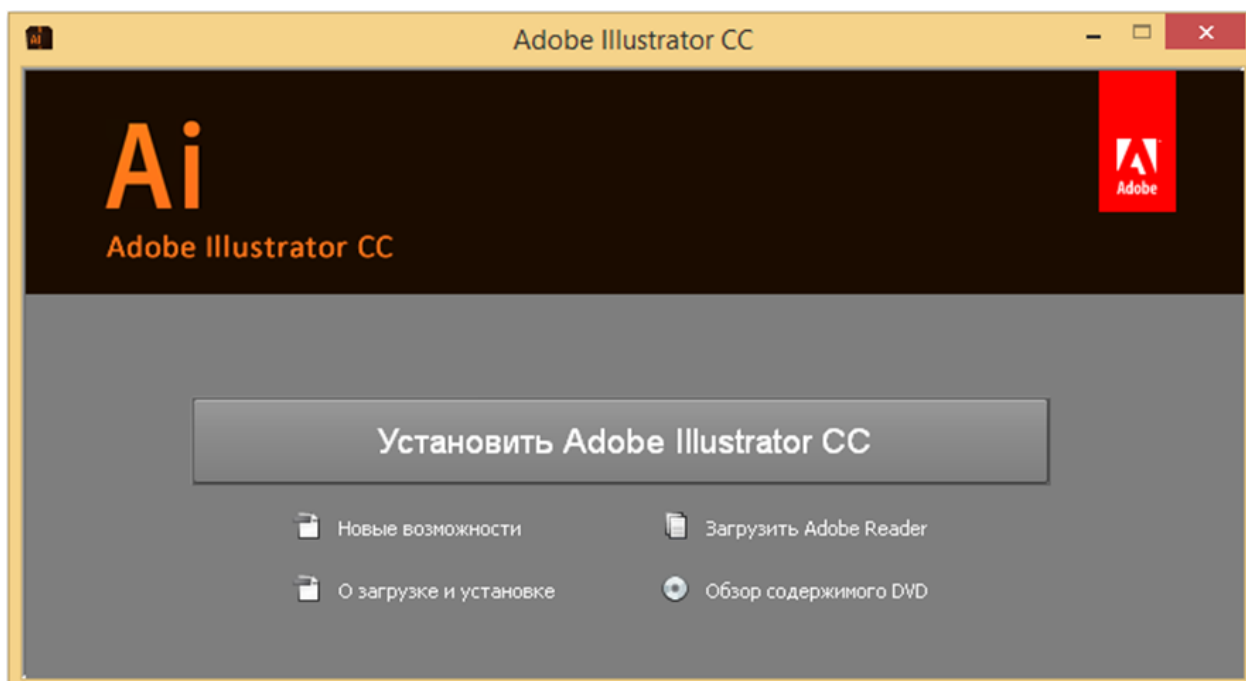 Adobe Illustrator CC
Ai
Adobe
Adobe Illustrator CC
Установить Adobe Illustrator CC
Новые возможности
Загрузить Adobe Reader
О загрузке и установке
Обзор содержимого DVD